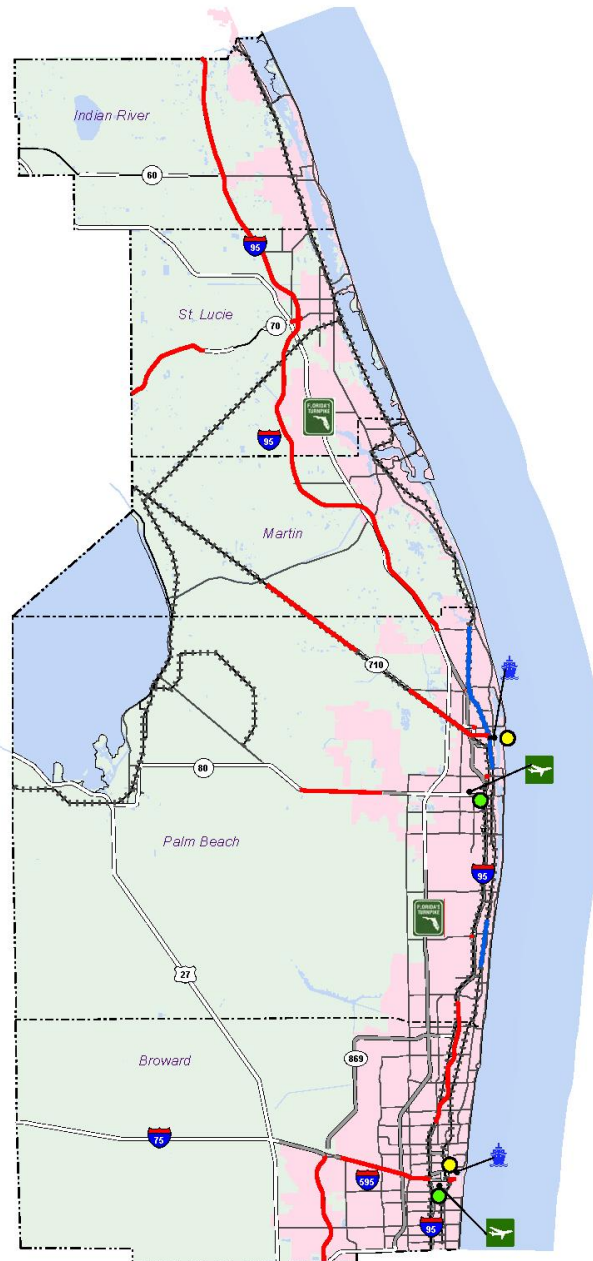 Indian River
60
95
St. Lucie
70
FLORIDA'S
TURNPIKE
95
Martin
710
80
Palm Beach
95
FLORIDA'S
TURNPIKE
27
Broward
869
75
595
95